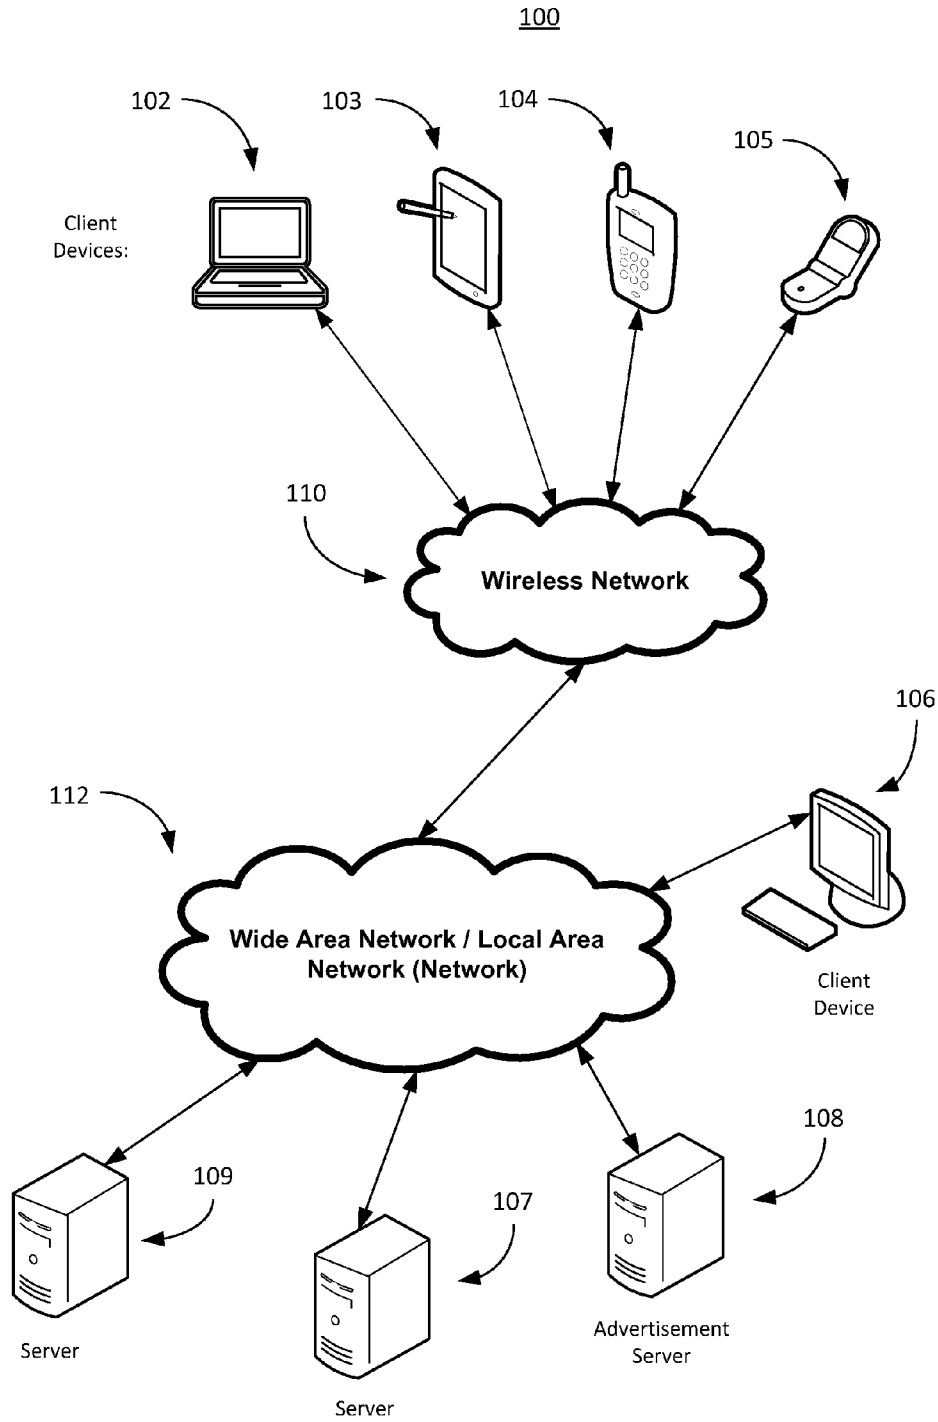 100
102
103
104
105
Client
Devices:
110
Wireless Network
106
112
Wide Area Network / Local Area
Network (Network)
Client
Device
108
109
107
Advertisement
Server
Server
Server